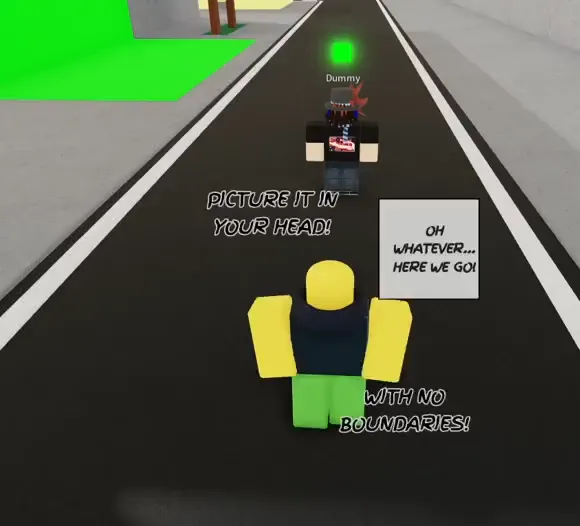 Dummy
PICTURE IT IN
YOUR HEAD!
OH
WHATEVER...
HERE WE GO!
WITH NO
BOUNDARIES!